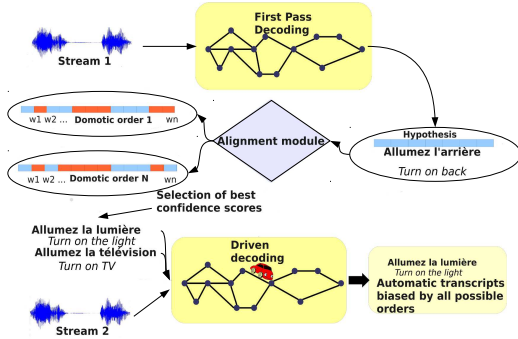 First Pass
Decoding
Stream 1
w1 w2 ... Domotic order 1 wn
Alignment module
Hypothesis
Allumez l'arrière
Turn on back
w1 w2 ... Domotic order N wn
Selection of best
confidence scores
Allumez la lumière
Turn on the light
Allumez la télévision
Turn on TV
Driven
decoding
Allumez la lumière
Turn on the light
Automatic transcripts
biased by all possible
orders
Stream 2